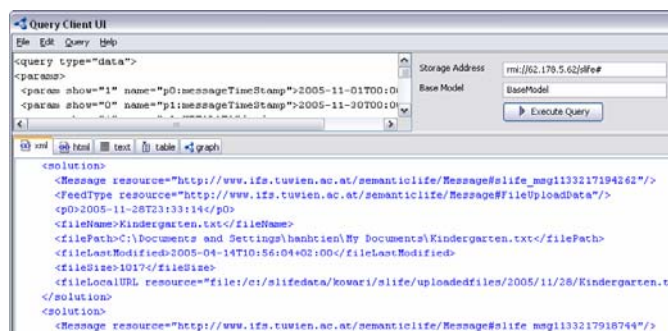 Query Client UI
File Edit Query Help
<query type="data">
<params>
<param show="1" name="p0:messageTimeStamp">2005-11-01T00:0
<param show="0" name="p1:messageTimeStamp">2005-11-30T00:0
Storage Address rmi://62.178.5.62/slife#
Base Model BaseModel
Execute Query
xml html text table graph
<solution>
<Message resource="http://www.ifs.tuwien.ac.at/semanticlife/Message#slife_msg1133217194262"/>
<FeedType resource="http://www.ifs.tuwien.ac.at/semanticlife/Message#FileUploadData"/>
<p0>2005-11-28T23:33:14</p0>
<fileName>Kindergarten.txt</fileName>
<filePath>C:\Documents and Settings\hanhtien\My Documents\Kindergarten.txt</filePath>
<fileLastModified>2005-04-14T10:56:04+02:00</fileLastModified>
<fileSize>1017</fileSize>
<fileLocalURL resource="file:/c:/slifedata/kowari/slife/uploadedfiles/2005/11/28/Kindergarten.t
</solution>
<solution>
<Message resource="http://www.ifs.tuwien.ac.at/semanticlife/Message#slife_msg1133217918744"/>